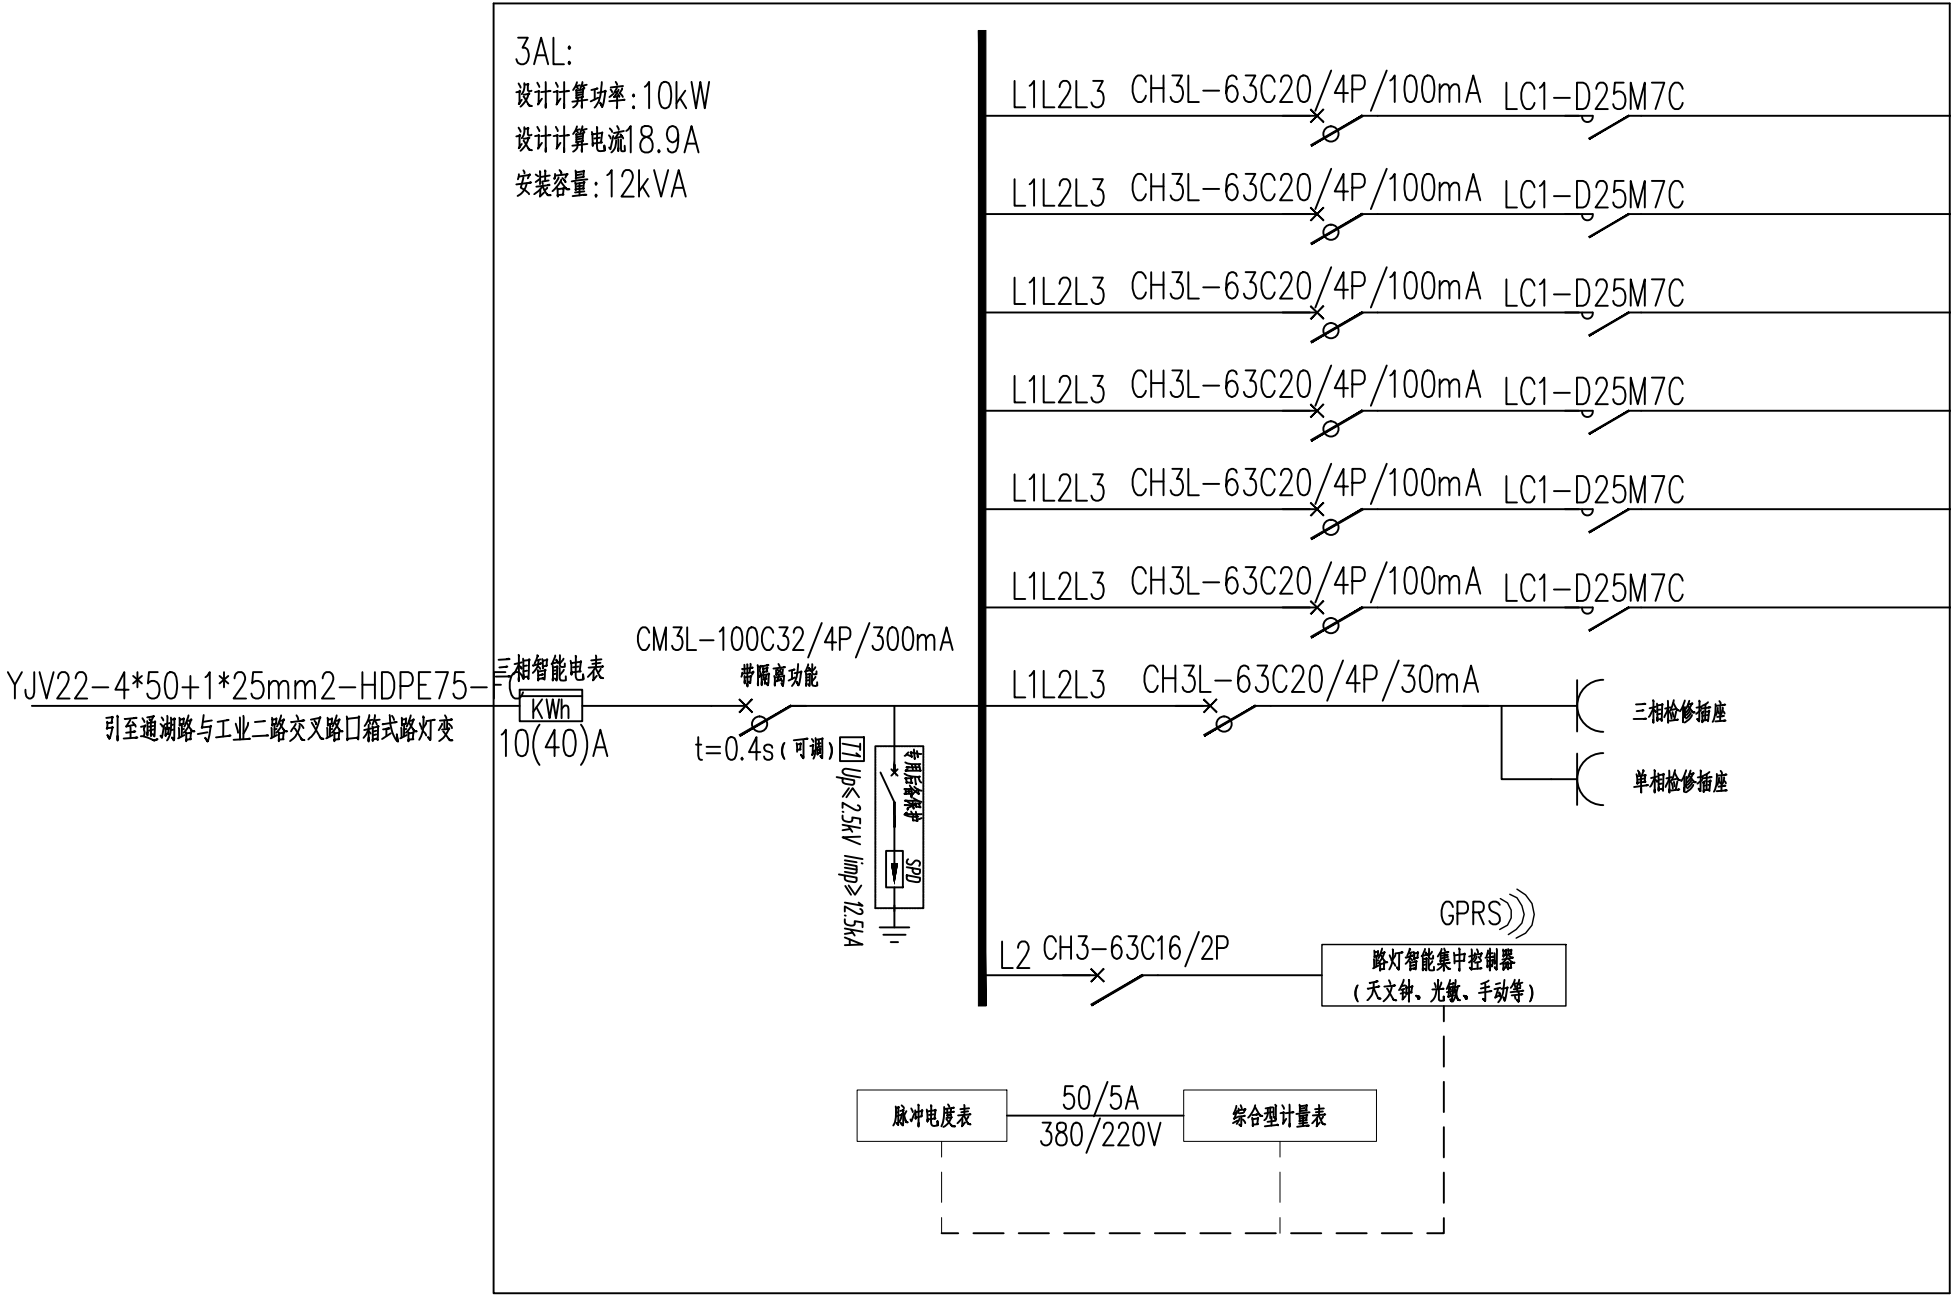 3AL:
设计计算功率:10kW
设计计算电流18.9A
安装容量:12kVA
L1L2L3 CH3L-63C20/4P/100mA LC1-D25M7C
L1L2L3 CH3L-63C20/4P/100mA LC1-D25M7C
L1L2L3 CH3L-63C20/4P/100mA LC1-D25M7C
L1L2L3 CH3L-63C20/4P/100mA LC1-D25M7C
L1L2L3 CH3L-63C20/4P/100mA LC1-D25M7C
L1L2L3 CH3L-63C20/4P/100mA LC1-D25M7C
YJV22-4*50+1*25mm2-HDPE75-FC
引至通湖路与工业二路交叉路口箱式路灯变
三相智能电表
KWh
10(40)A
CM3L-100C32/4P/300mA
带隔离功能
t=0.4s(可调)
T1 Up≤2.5kV Iimp≥12.5kA
专用后备保护
SPD
L1L2L3 CH3L-63C20/4P/30mA
三相检修插座
单相检修插座
L2 CH3-63C16/2P
GPRS
路灯智能集中控制器
(天文钟、光敏、手动等)
脉冲电度表
50/5A
380/220V
综合型计量表